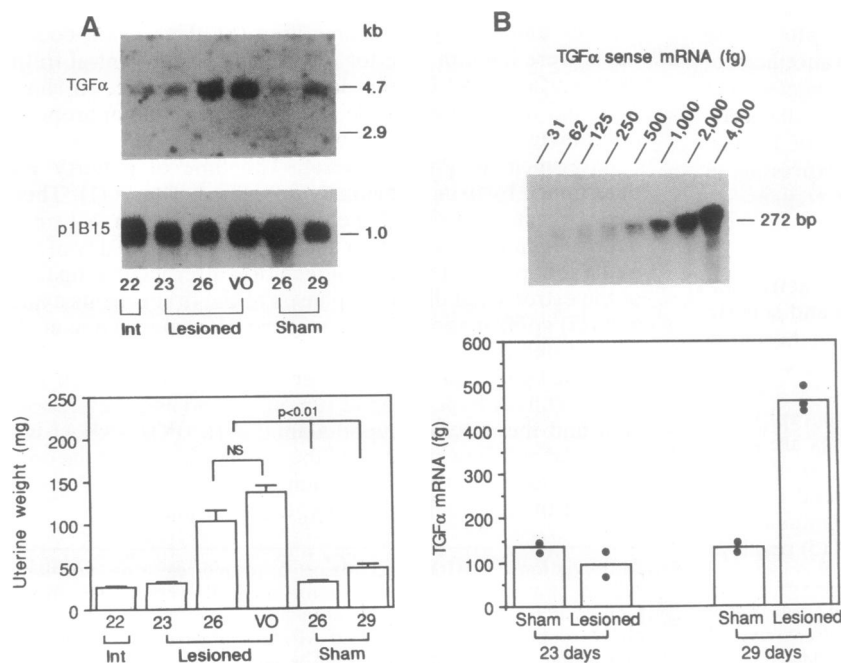 A
kb
TGFα
4.7
2.9
p1B15
1.0
22 23 26 VO 26 29
Int Lesioned Sham
Uterine weight (mg)
250
200
150
100
50
0
p<0.01
NS
22 23 26 VO 26 29
Int Lesioned Sham
B
TGFα sense mRNA (fg)
31 62 125 250 500 1,000 2,000 4,000
272 bp
TGFα mRNA (fg)
600
500
400
300
200
100
0
Sham Lesioned Sham Lesioned
23 days 29 days